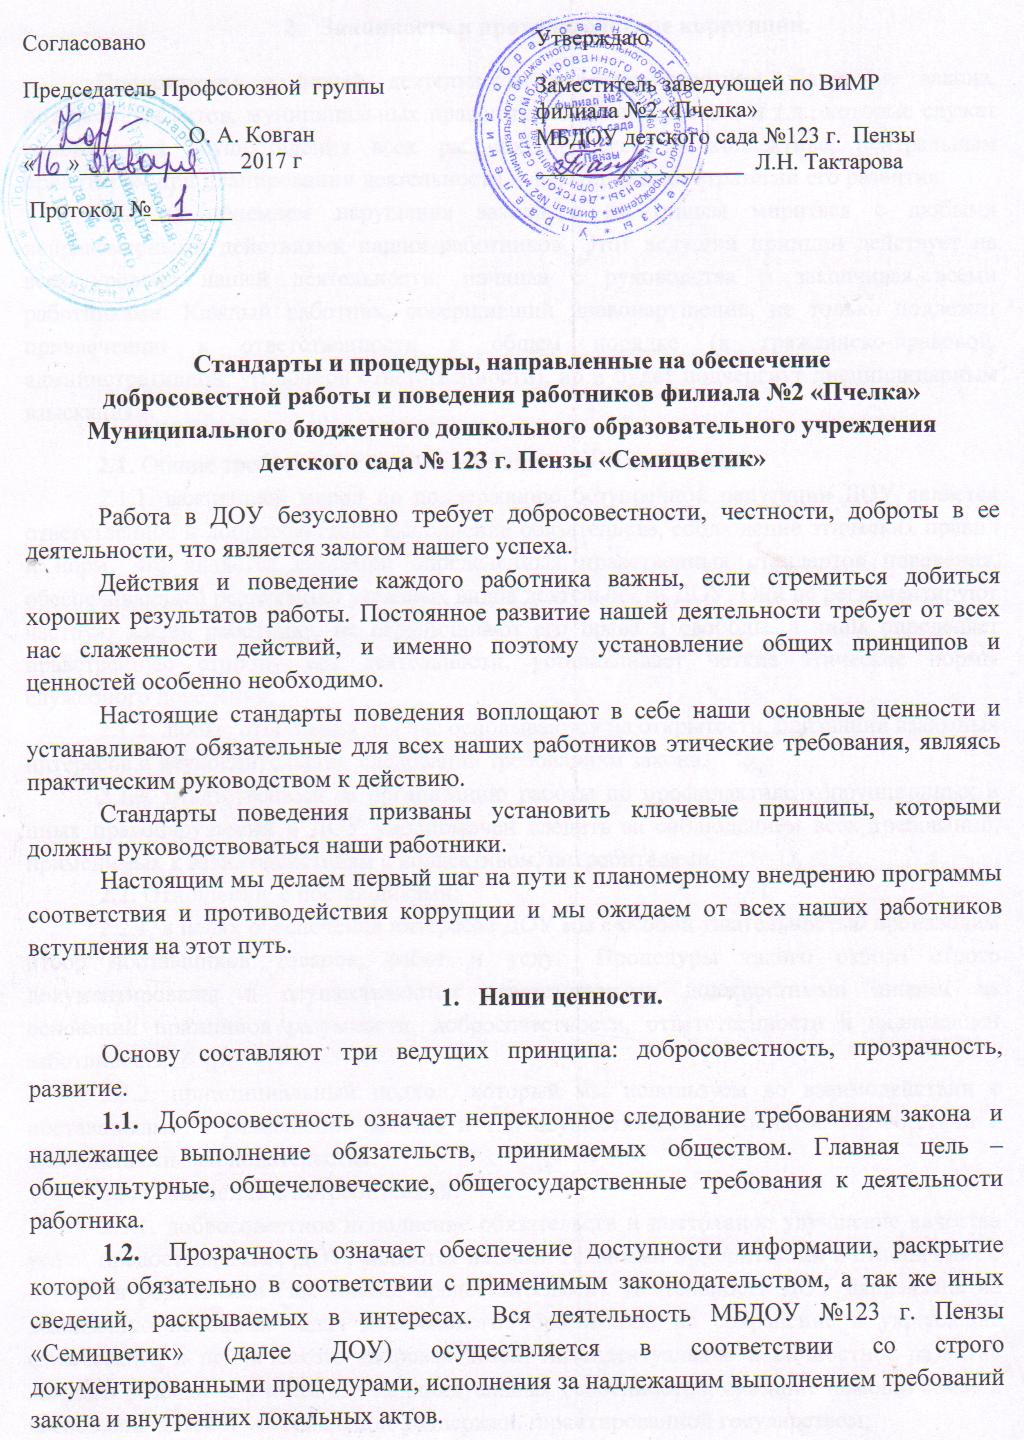 Согласовано
Председатель Профсоюзной группы
О. А. Ковган
«16» января 2017 г
Протокол № 1
Утверждаю
Заместитель заведующей по ВиМР
филиала №2 «Пчелка»
МБДОУ детского сада №123 г. Пензы
Л.Н. Тактарова
Стандарты и процедуры, направленные на обеспечение
добросовестной работы и поведения работников филиала №2 «Пчелка»
Муниципального бюджетного дошкольного образовательного учреждения
детского сада № 123 г. Пензы «Семицветик»
Работа в ДОУ безусловно требует добросовестности, честности, доброты в ее
деятельности, что является залогом нашего успеха.
Действия и поведение каждого работника важны, если стремиться добиться
хороших результатов работы. Постоянное развитие нашей деятельности требует от всех
нас слаженности действий, и именно поэтому установление общих принципов и
ценностей особенно необходимо.
Настоящие стандарты поведения воплощают в себе наши основные ценности и
устанавливают обязательные для всех наших работников этические требования, являясь
практическим руководством к действию.
Стандарты поведения призваны установить ключевые принципы, которыми
должны руководствоваться наши работники.
Настоящим мы делаем первый шаг на пути к планомерному внедрению программы
соответствия и противодействия коррупции и мы ожидаем от всех наших работников
вступления на этот путь.
1. Наши ценности.
Основу составляют три ведущих принципа: добросовестность, прозрачность,
развитие.
1.1. Добросовестность означает непреклонное следование требованиям закона и
надлежащее выполнение обязательств, принимаемых обществом. Главная цель –
общекультурные, общечеловеческие, общегосударственные требования к деятельности
работника.
1.2. Прозрачность означает обеспечение доступности информации, раскрытие
которой обязательно в соответствии с применимым законодательством, а так же иных
сведений, раскрываемых в интересах. Вся деятельность МБДОУ №123 г. Пензы
«Семицветик» (далее ДОУ) осуществляется в соответствии со строго
документированными процедурами, исполнения за надлежащим выполнением требований
закона и внутренних локальных актов.